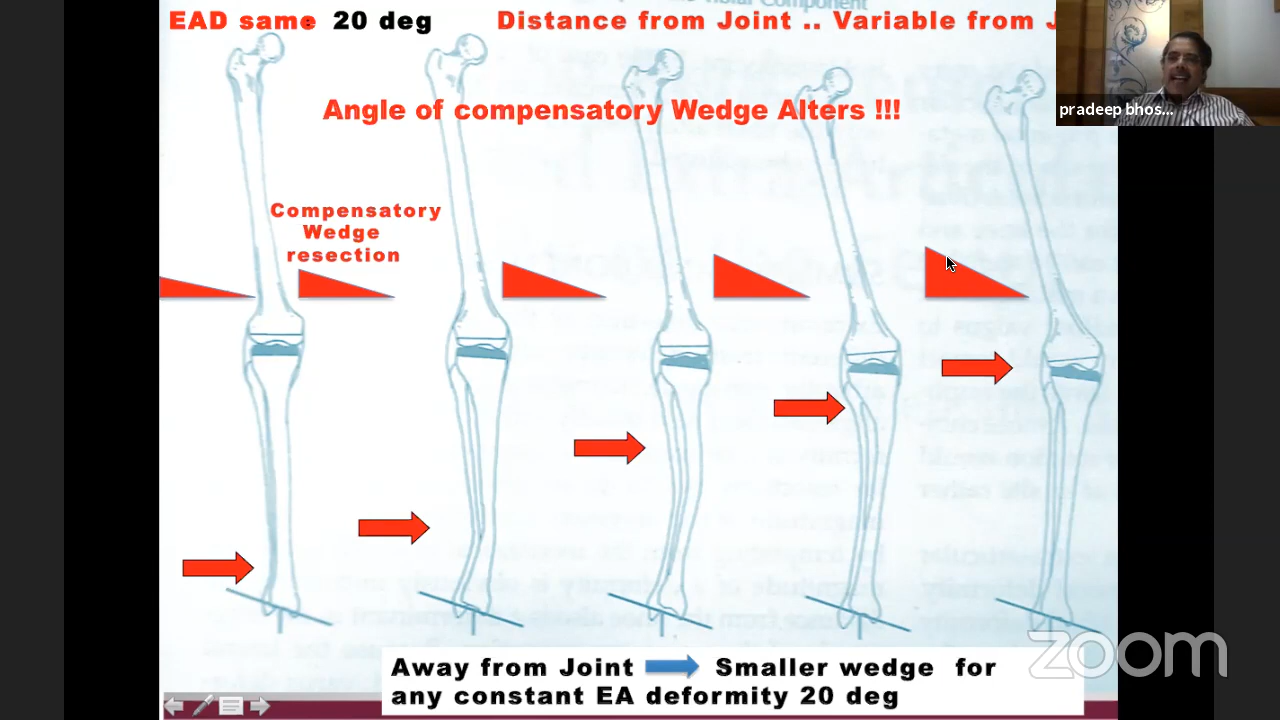 EAD same 20 deg
Distance from Joint .. Variable from J
pradeep bhos...
Angle of compensatory Wedge Alters !!!
Compensatory
Wedge
resection
Away from Joint Smaller wedge for
any constant EA deformity 20 deg
zoom